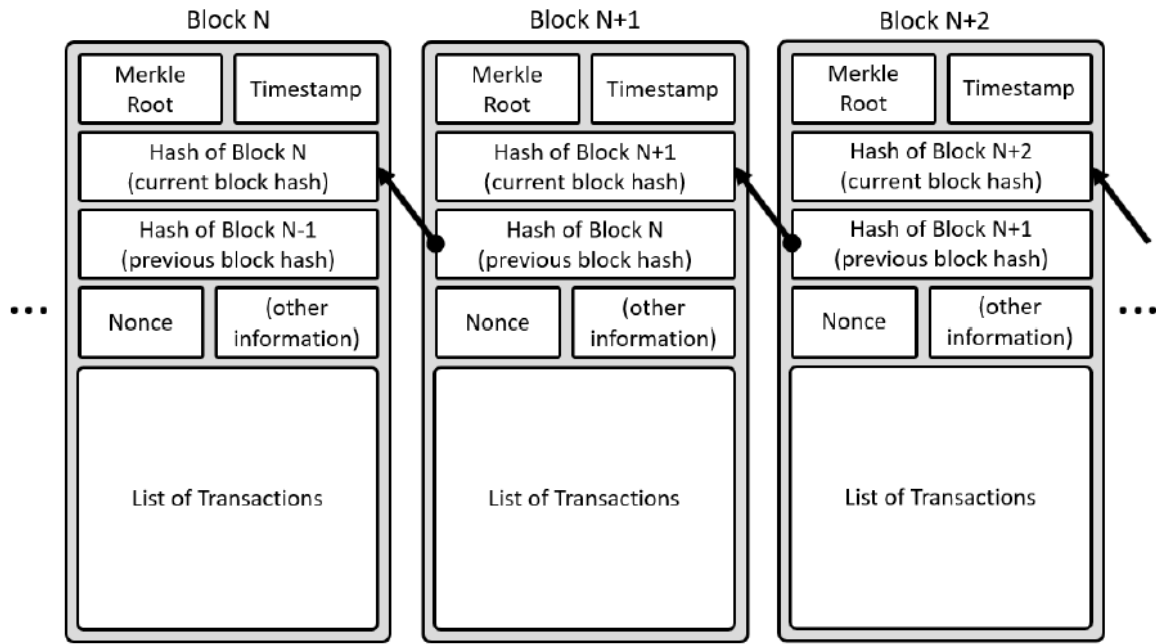 Block N
Merkle
Root
Timestamp
Hash of Block N
(current block hash)
Hash of Block N-1
(previous block hash)
Nonce
(other
information)
List of Transactions
Block N+1
Merkle
Root
Timestamp
Hash of Block N+1
(current block hash)
Hash of Block N
(previous block hash)
Nonce
(other
information)
List of Transactions
Block N+2
Merkle
Root
Timestamp
Hash of Block N+2
(current block hash)
Hash of Block N+1
(previous block hash)
Nonce
(other
information)
List of Transactions
...
...